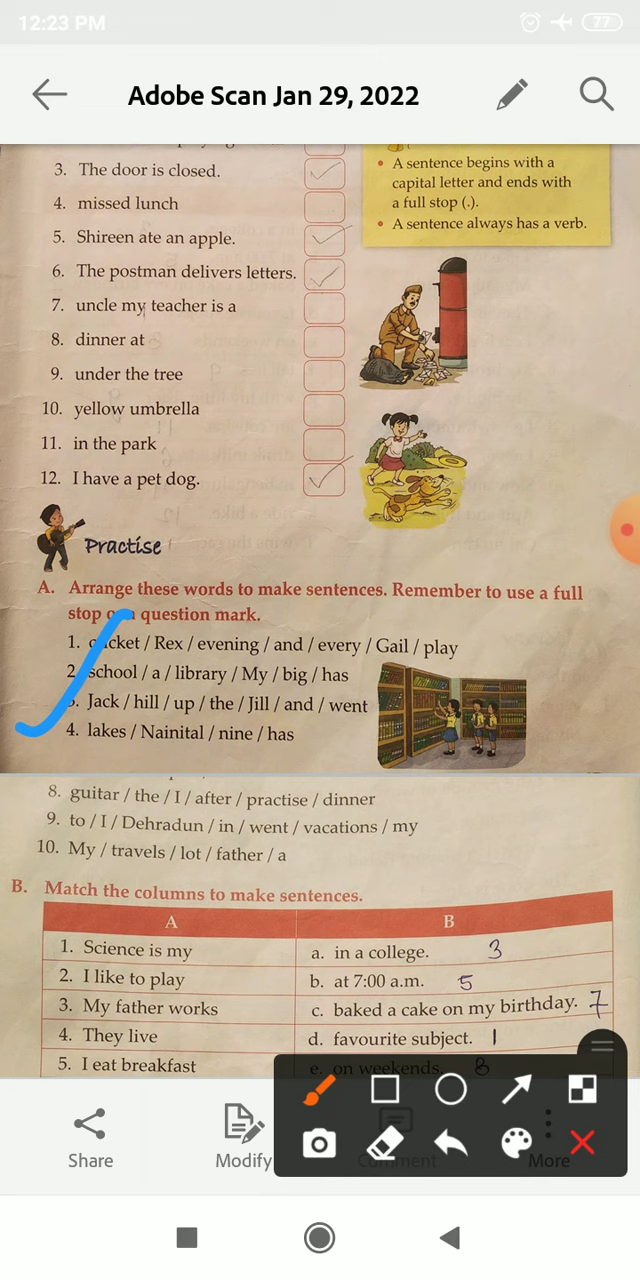 12:23 PM
77
Adobe Scan Jan 29, 2022
3. The door is closed.
4. missed lunch
5. Shireen ate an apple.
6. The postman delivers letters.
7. uncle my teacher is a
8. dinner at
9. under the tree
10. yellow umbrella
11. in the park
12. I have a pet dog.
• A sentence begins with a
capital letter and ends with
a full stop (.).
• A sentence always has a verb.
Practise
A. Arrange these words to make sentences. Remember to use a full
stop or a question mark.
1. cricket / Rex / evening / and / every / Gail / play
2. school / a / library / My / big / has
3. Jack / hill / up / the / Jill / and / went
4. lakes / Nainital / nine / has
8. guitar / the / I / after / practise / dinner
9. to / I / Dehradun / in / went / vacations / my
10. My / travels / lot / father / a
B. Match the columns to make sentences.
A B
1. Science is my a. in a college. 3
2. I like to play b. at 7:00 a.m. 5
3. My father works c. baked a cake on my birthday. 7
4. They live d. favourite subject. 1
5. I eat breakfast e. on weekends. 8
Share
Modify
Comment
More